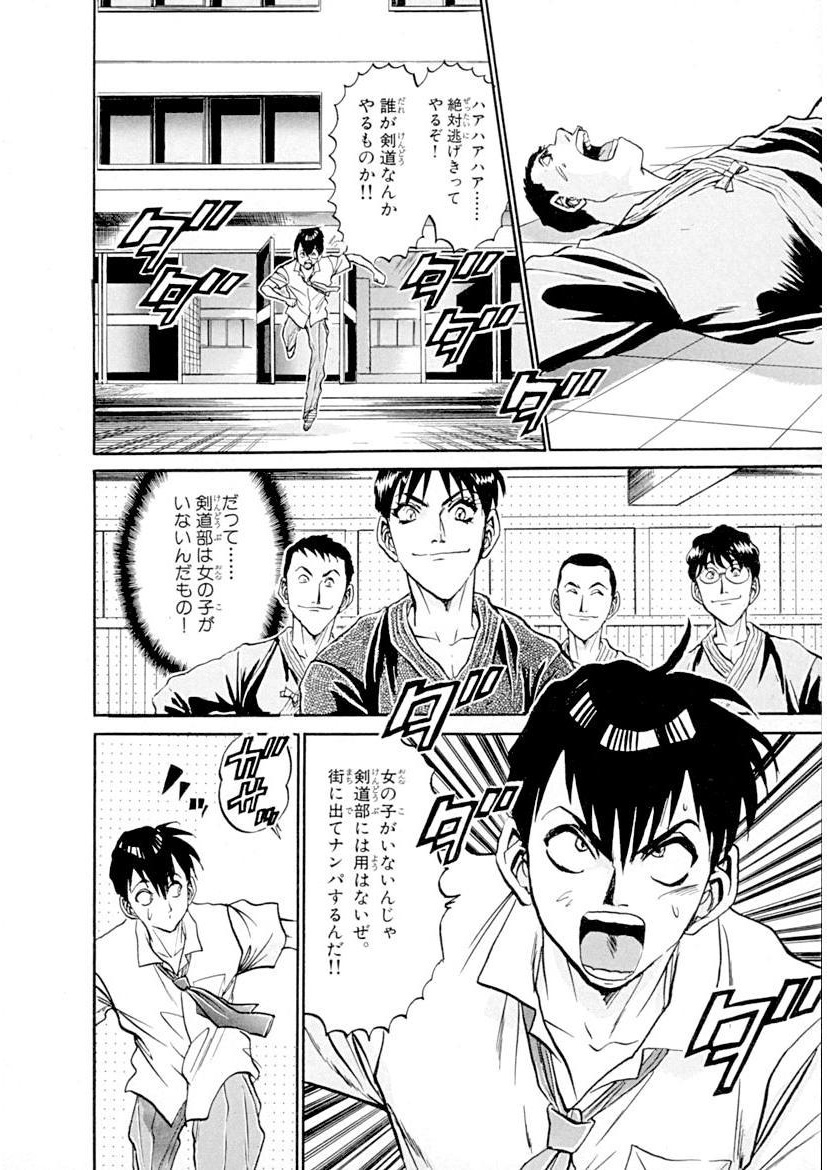 ハアハアハア……
絶対逃げきって
やるぞ！
誰が剣道なんか
やるものか!!
ダダ
ダダ
ダダ
ダダ
ダダ
だって……
剣道部は女の子が
いないんだもの！
ダダ
ダダ
ダダ
女の子がいないんじゃ
剣道部には用はないぜ。
街に出てナンパするんだ!!
ガサ